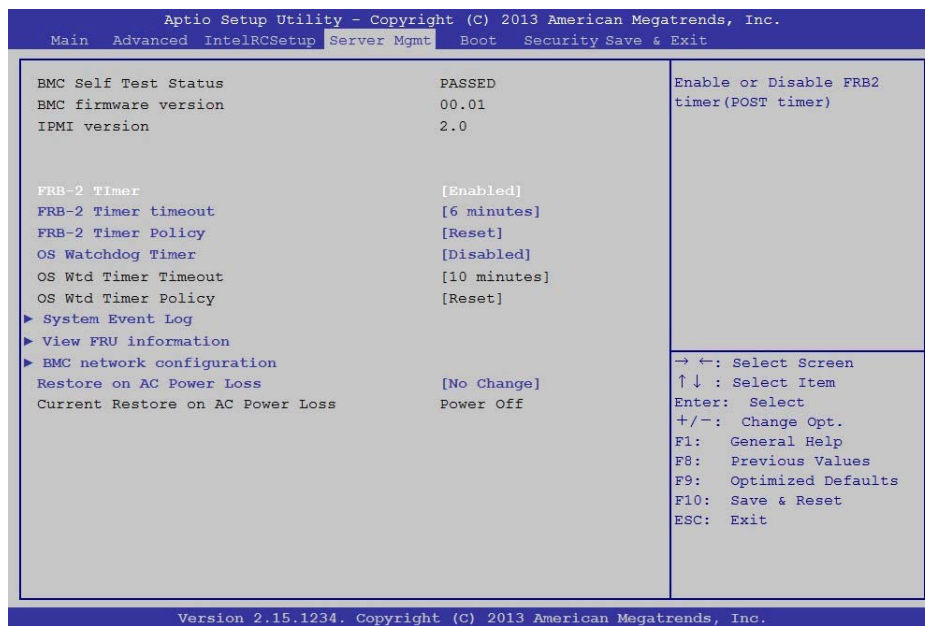 Aptio Setup Utility – Copyright (C) 2013 American Megatrends, Inc.
Main Advanced IntelRCSetup Server Mgmt Boot Security Save & Exit
BMC Self Test Status PASSED
BMC firmware version 00.01
IPMI version 2.0
FRB-2 TImer [Enabled]
FRB-2 Timer timeout [6 minutes]
FRB-2 Timer Policy [Reset]
OS Watchdog Timer [Disabled]
OS Wtd Timer Timeout [10 minutes]
OS Wtd Timer Policy [Reset]
► System Event Log
► View FRU information
► BMC network configuration
Restore on AC Power Loss [No Change]
Current Restore on AC Power Loss Power Off
Enable or Disable FRB2
timer(POST timer)
→ ←: Select Screen
↑↓ : Select Item
Enter: Select
+/-: Change Opt.
F1: General Help
F8: Previous Values
F9: Optimized Defaults
F10: Save & Reset
ESC: Exit
Version 2.15.1234. Copyright (C) 2013 American Megatrends, Inc.